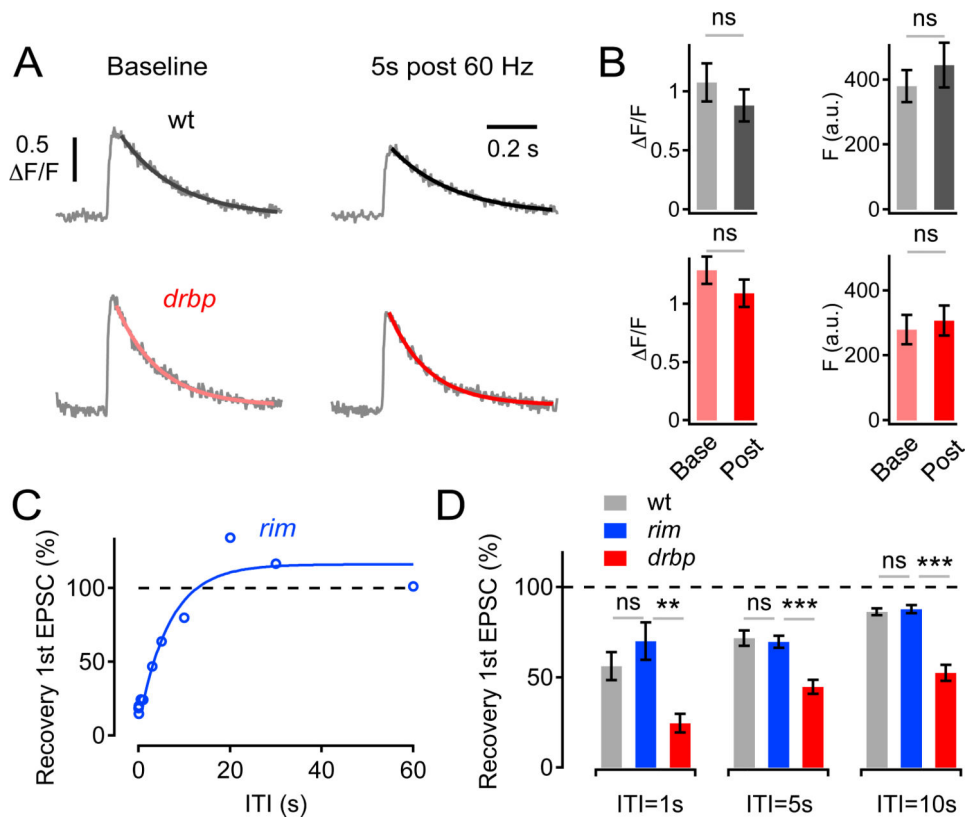 A
Baseline
5s post 60 Hz
wt
0.5
ΔF/F
0.2 s
drbp
B
ns
ΔF/F
1
0.5
0
ns
F (a.u.)
400
200
0
ns
ΔF/F
1
0.5
0
Base
Post
ns
F (a.u.)
400
200
0
Base
Post
C
Recovery 1st EPSC (%)
100
50
0
rim
0
20
40
60
ITI (s)
D
wt
rim
drbp
Recovery 1st EPSC (%)
100
50
0
ns
**
ns
***
ns
***
ITI=1s
ITI=5s
ITI=10s